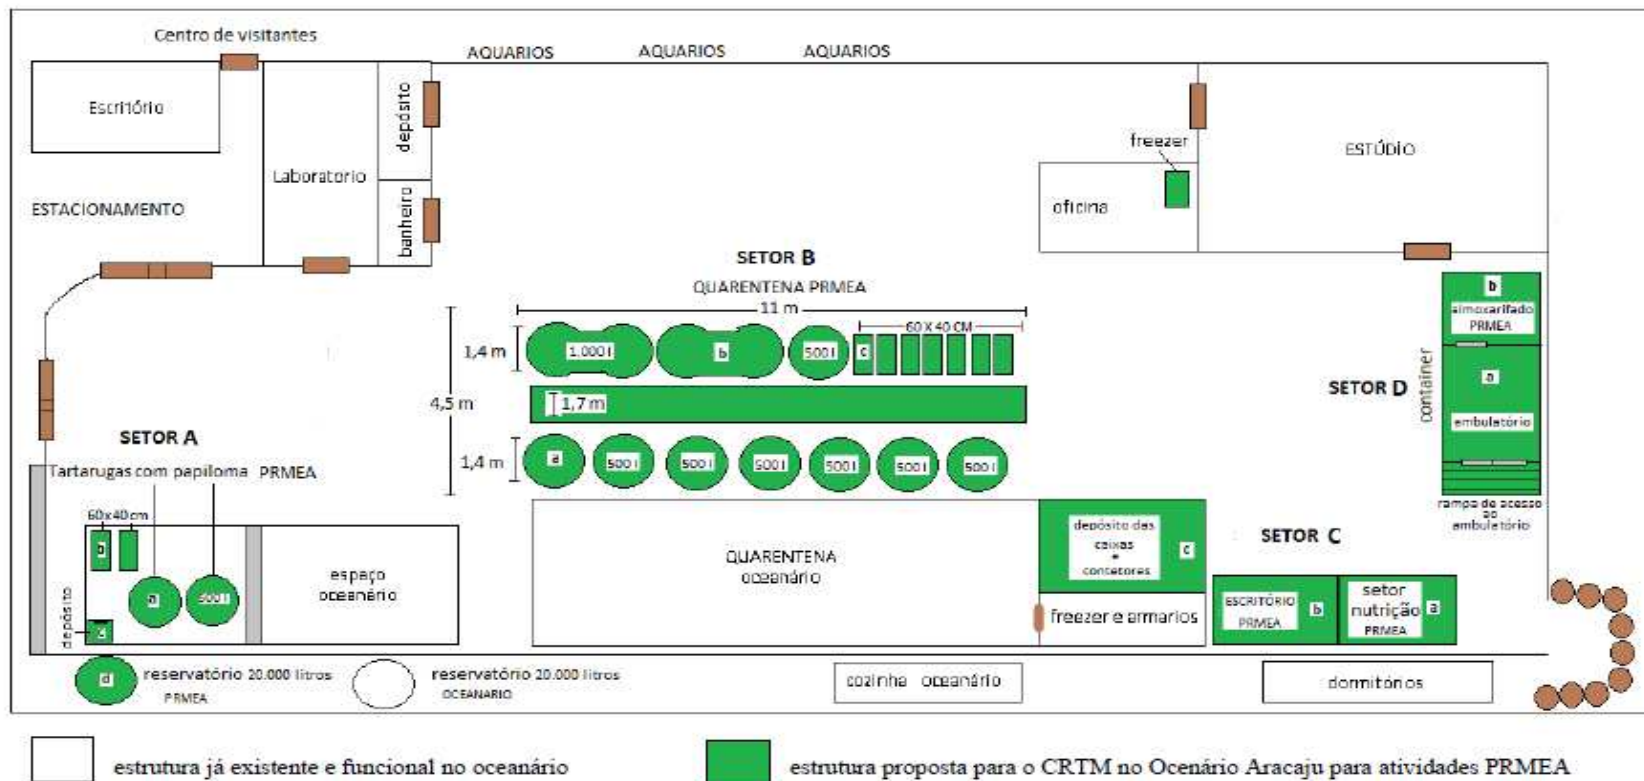 Centro de visitantes
AQUARIOS
AQUARIOS
AQUARIOS
Escritório
depósito
Laboratorio
banheiro
ESTACIONAMENTO
freezer
oficina
ESTÚDIO
SETOR B
QUARENTENA PRMEA
11 m
60 X 40 CM
1,4 m
1.000 l
b
500 l
c
4,5 m
1,7 m
1,4 m
a
500 l
500 l
500 l
500 l
500 l
500 l
b
almoxarifado
PRMEA
SETOR D
container
a
ambulatório
rampa de acesso
ao
ambulatório
SETOR A
Tartarugas com papiloma PRMEA
60x40cm
b
a
500 l
c
depósito
espaço
oceanário
QUARENTENA
oceanário
depósito das
caixas
e
contetores
c
freezer e armarios
SETOR C
ESCRITÓRIO
PRMEA
b
setor
nutrição
PRMEA
a
d
reservatório 20.000 litros
PRMEA
reservatório 20.000 litros
OCEANARIO
cozinha oceanário
dormitórios
estrutura já existente e funcional no oceanário
estrutura proposta para o CRTM no Ocenário Aracaju para atividades PRMEA